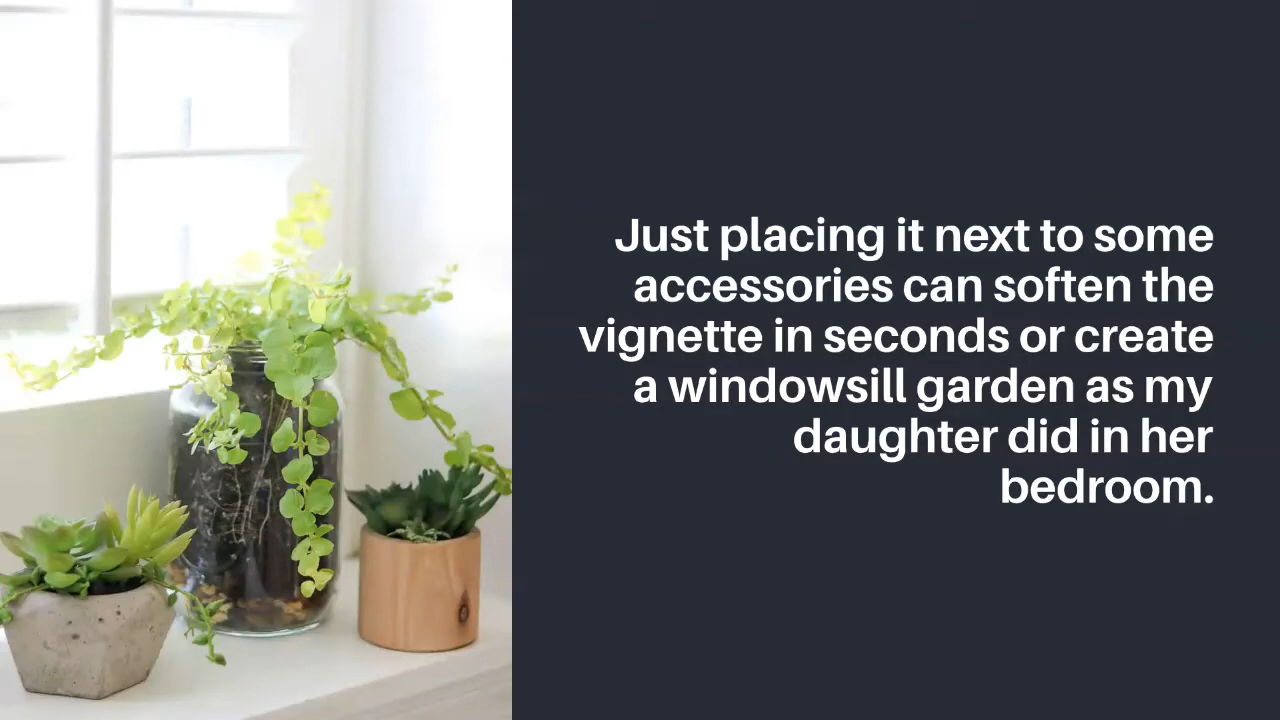 Just placing it next to some
accessories can soften the
vignette in seconds or create
a windowsill garden as my
daughter did in her
bedroom.